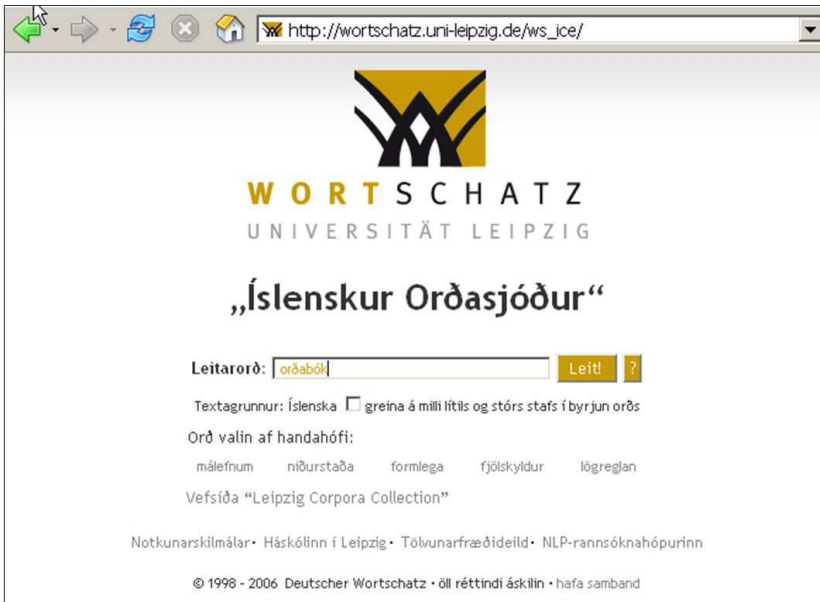 http://wortschatz.uni-leipzig.de/ws_ice/
WORTSCHATZ
UNIVERSITÄT LEIPZIG
„Íslenskur Orðasjóður“
Leitarorð: orðabók Leit! ?
Textagrunnur: Íslenska greina á milli lítils og stórs stafs í byrjun orðs
Orð valin af handahófi:
málefnum niðurstaða formlega fjölskyldur lögreglan
Vefsíða “Leipzig Corpora Collection”
Notkunarskilmálar• Háskólinn í Leipzig• Tölvunarfræðideild• NLP-rannsóknahópurinn
© 1998 - 2006 Deutscher Wortschatz • öll réttindi áskilin • hafa samband